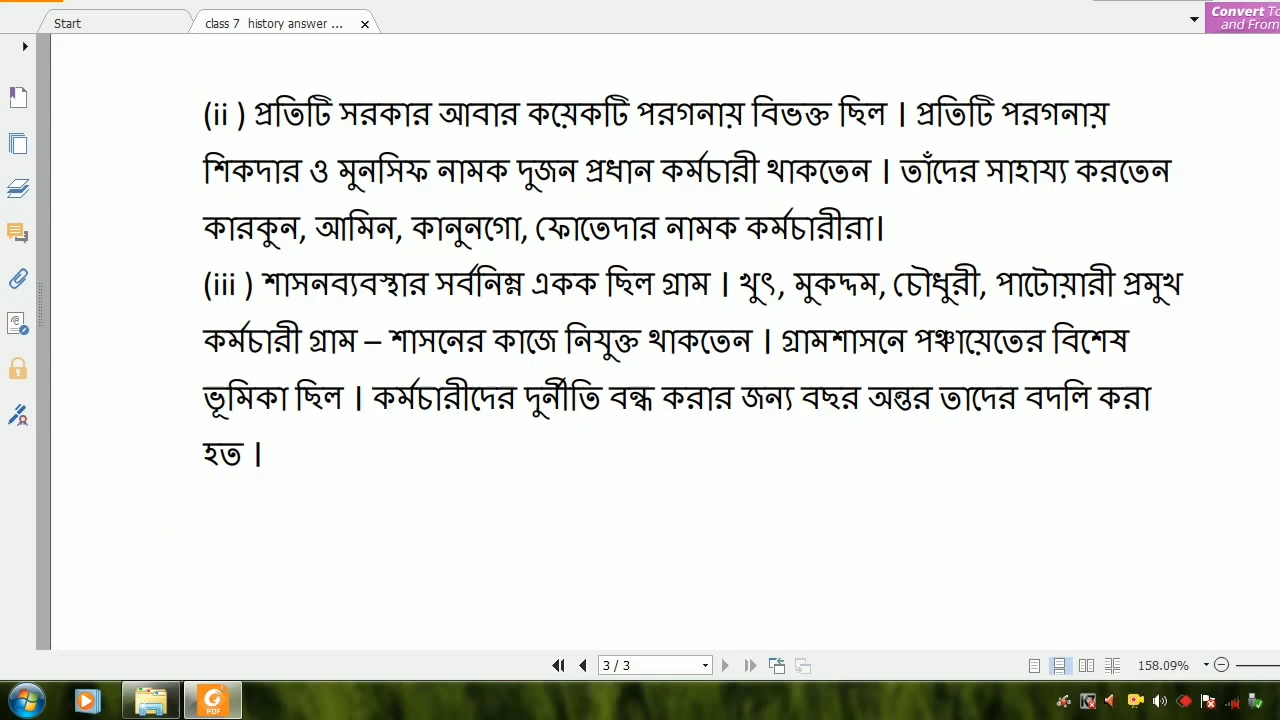 Start
class 7 history answer ...
Convert To
and From
(ii ) প্রতিটি সরকার আবার কয়েকটি পরগনায় বিভক্ত ছিল । প্রতিটি পরগনায়
শিকদার ও মুনসিফ নামক দুজন প্রধান কর্মচারী থাকতেন । তাঁদের সাহায্য করতেন
কারকুন, আমিন, কানুনগো, ফোতেদার নামক কর্মচারীরা।
(iii ) শাসনব্যবস্থার সর্বনিম্ন একক ছিল গ্রাম । খুৎ, মুকদ্দম, চৌধুরী, পাটোয়ারী প্রমুখ
কর্মচারী গ্রাম – শাসনের কাজে নিযুক্ত থাকতেন । গ্রামশাসনে পঞ্চায়েতের বিশেষ
ভূমিকা ছিল । কর্মচারীদের দুর্নীতি বন্ধ করার জন্য বছর অন্তর তাদের বদলি করা
হত ।
3 / 3
158.09%
PDF